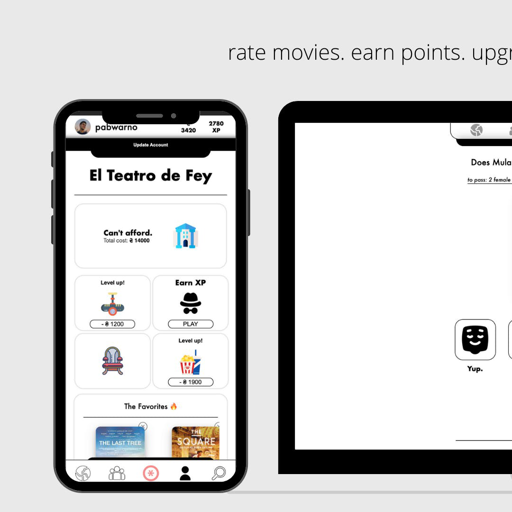 rate movies. earn points. upgr
pabwarno
3420
2780
XP
Update Account
El Teatro de Fey
Can't afford.
Total cost: ₴ 14000
Level up!
- ₴ 1200
Earn XP
PLAY
Level up!
- ₴ 1900
The Favorites 🔥
THE LAST TREE
THE
SQUARE
Does Mula
to pass: 2 female
Yup.